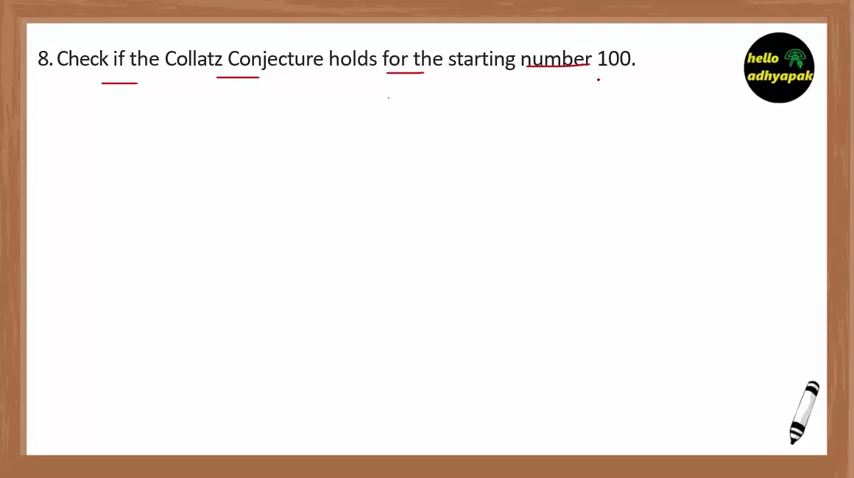 8. Check if the Collatz Conjecture holds for the starting number 100.
hello
adhyapak